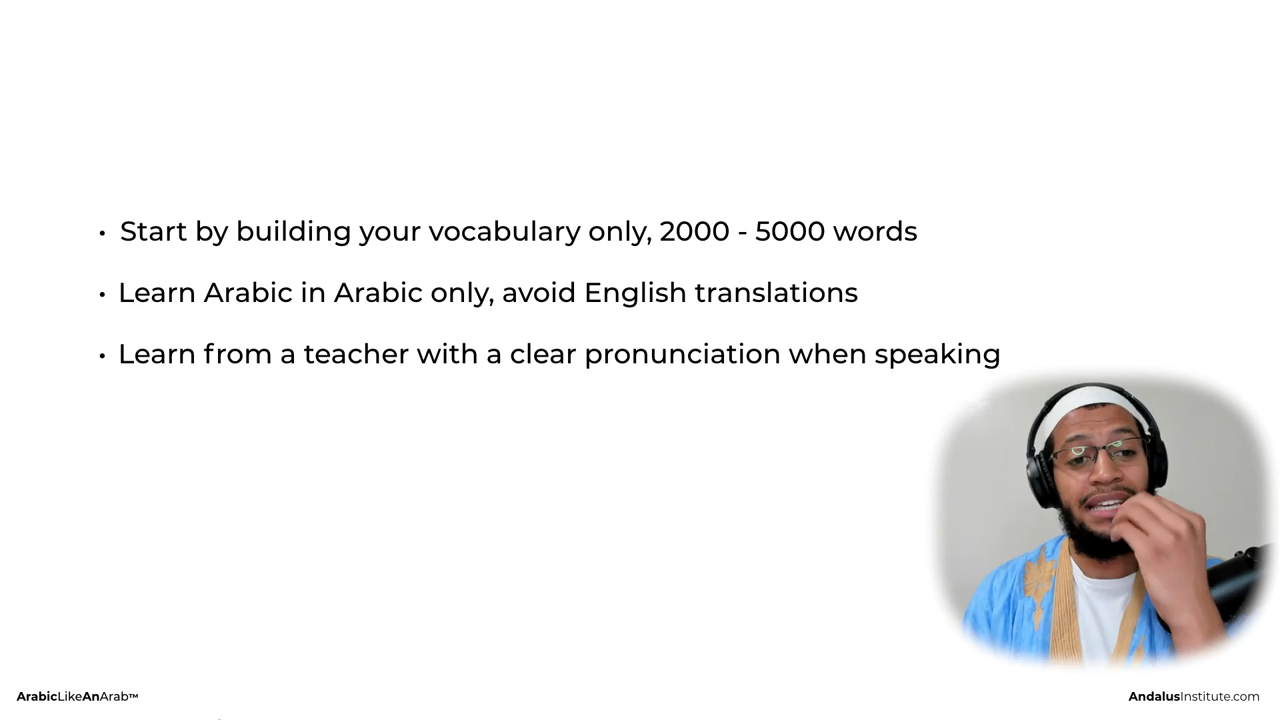 • Start by building your vocabulary only, 2000 - 5000 words
• Learn Arabic in Arabic only, avoid English translations
• Learn from a teacher with a clear pronunciation when speaking
ArabicLikeAnArab™
AndalusInstitute.com